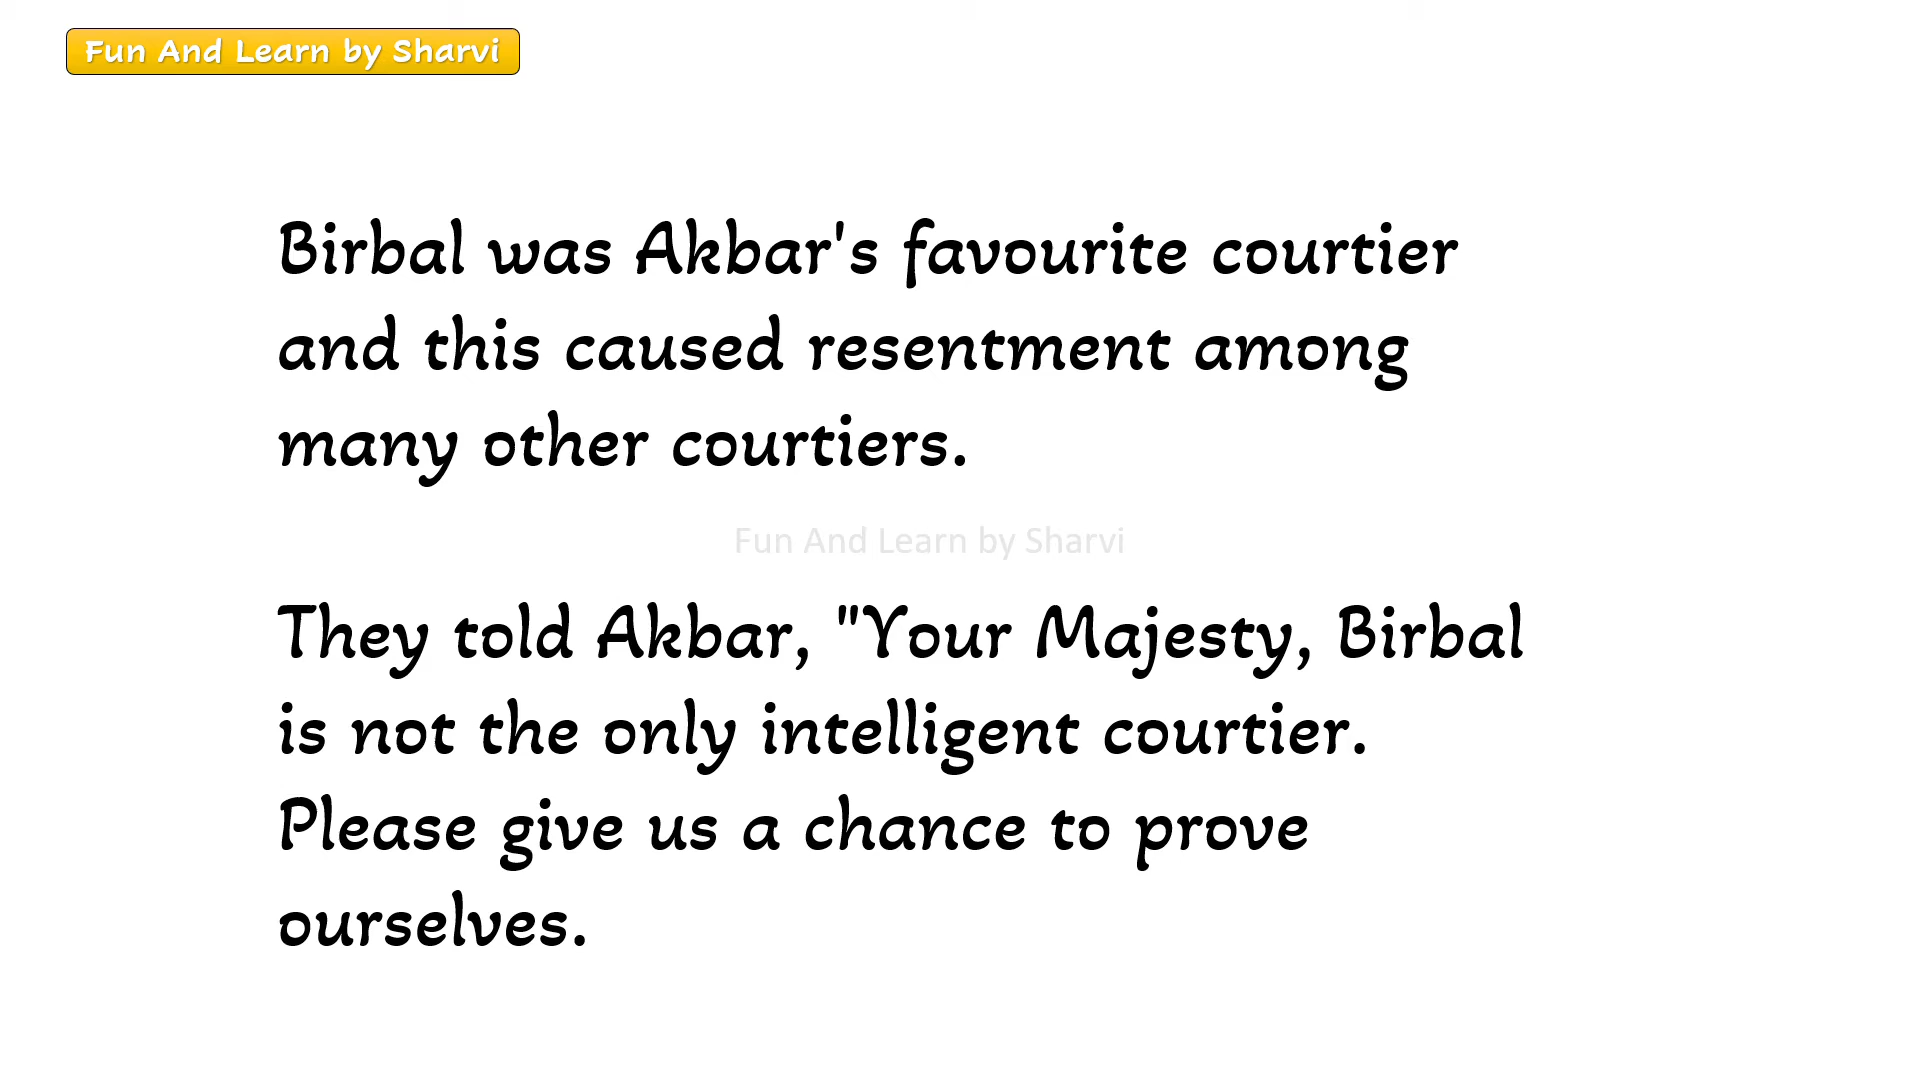 Fun And Learn by Sharvi
Birbal was Akbar's favourite courtier
and this caused resentment among
many other courtiers.
Fun And Learn by Sharvi
They told Akbar, "Your Majesty, Birbal
is not the only intelligent courtier.
Please give us a chance to prove
ourselves.